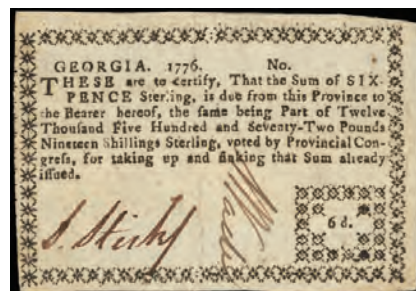 GEORGIA. 1776. No.
THESE are to certify, That the Sum of SIX-
PENCE Sterling, is due from this Province to
the Bearer hereof, the same being Part of Twelve
Thousand Five Hundred and Seventy-Two Pounds
Nineteen Shillings Sterling, voted by Provincial Con-
gress, for taking up and sinking that Sum already
issued.
6 d.